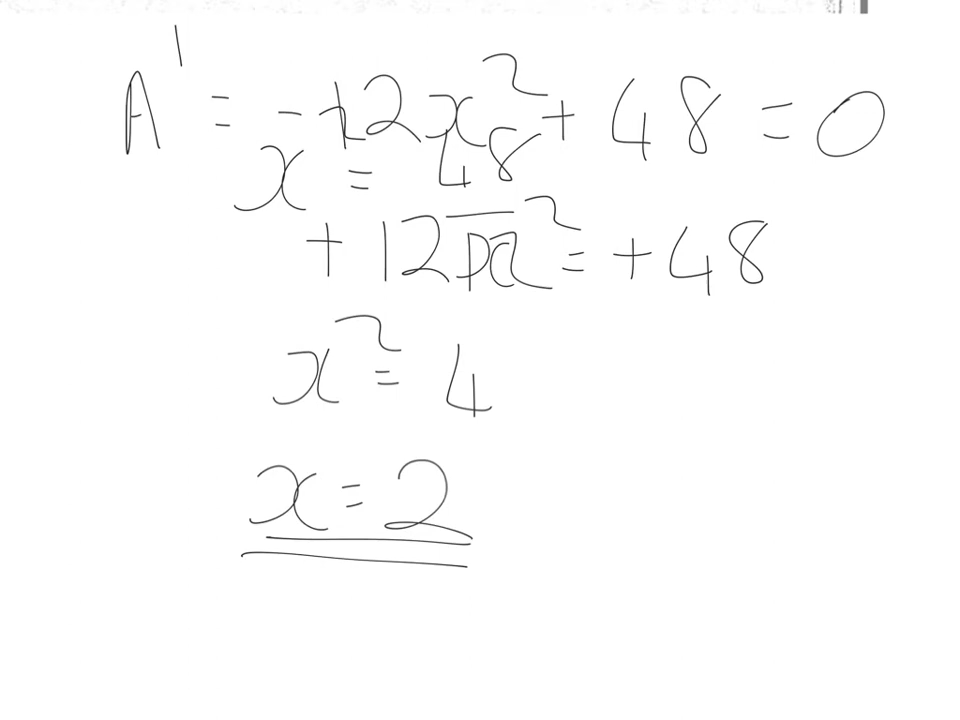 A' = -12x² + 48 = 0
x = 48
+ 12x² = +48
x² = 4
x = 2